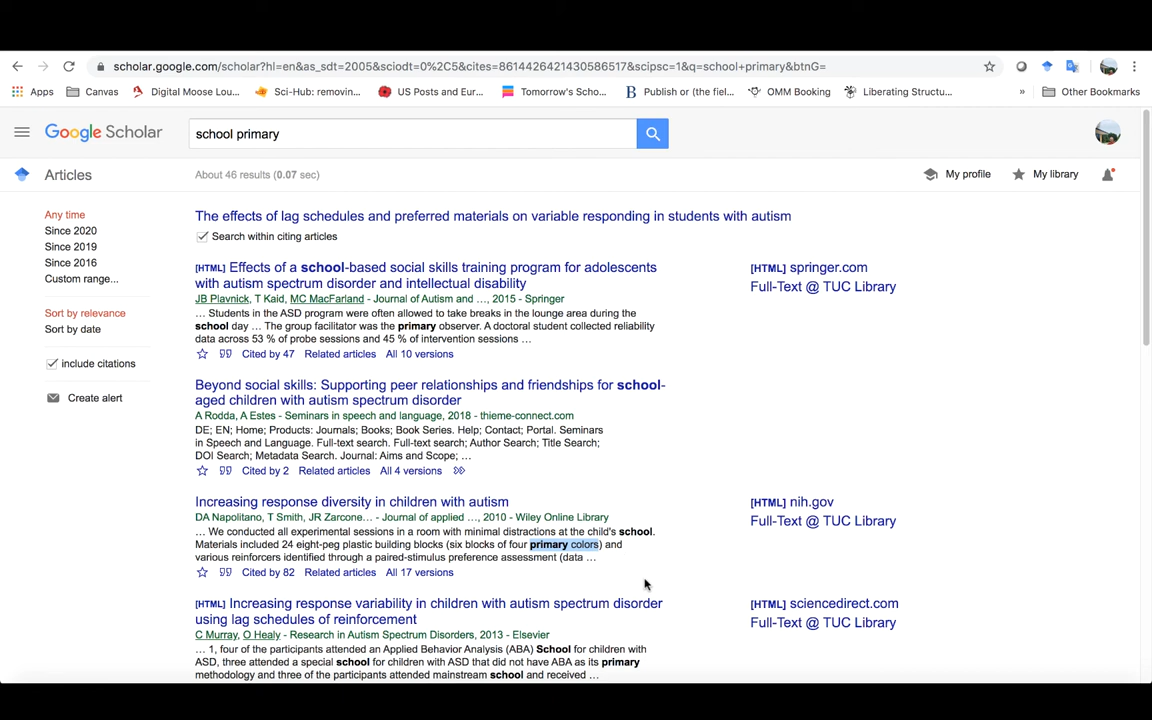 scholar.google.com/scholar?hl=en&as_sdt=2005&sciodt=0%2C5&cites=8614426421430586517&scipsc=1&q=school+primary&btnG=
Apps Canvas Digital Moose Lou... Sci-Hub: removin... US Posts and Eur... Tomorrow's Scho... B Publish or (the fiel... OMM Booking Liberating Structu... » Other Bookmarks
Google Scholar school primary
Articles About 46 results (0.07 sec) My profile My library
Any time
Since 2020
Since 2019
Since 2016
Custom range...
Sort by relevance
Sort by date
include citations
Create alert
The effects of lag schedules and preferred materials on variable responding in students with autism
Search within citing articles
[HTML] Effects of a school-based social skills training program for adolescents
with autism spectrum disorder and intellectual disability
JB Plavnick, T Kaid, MC MacFarland - Journal of Autism and ..., 2015 - Springer
... Students in the ASD program were often allowed to take breaks in the lounge area during the
school day ... The group facilitator was the primary observer. A doctoral student collected reliability
data across 53 % of probe sessions and 45 % of intervention sessions ...
Cited by 47 Related articles All 10 versions
[HTML] springer.com
Full-Text @ TUC Library
Beyond social skills: Supporting peer relationships and friendships for school-
aged children with autism spectrum disorder
A Rodda, A Estes - Seminars in speech and language, 2018 - thieme-connect.com
DE; EN; Home; Products: Journals; Books; Book Series. Help; Contact; Portal. Seminars
in Speech and Language. Full-text search. Full-text search; Author Search; Title Search;
DOI Search; Metadata Search. Journal: Aims and Scope; ...
Cited by 2 Related articles All 4 versions
Increasing response diversity in children with autism
DA Napolitano, T Smith, JR Zarcone... - Journal of applied ..., 2010 - Wiley Online Library
... We conducted all experimental sessions in a room with minimal distractions at the child's school.
Materials included 24 eight-peg plastic building blocks (six blocks of four primary colors) and
various reinforcers identified through a paired-stimulus preference assessment (data ...
Cited by 82 Related articles All 17 versions
[HTML] nih.gov
Full-Text @ TUC Library
[HTML] Increasing response variability in children with autism spectrum disorder
using lag schedules of reinforcement
C Murray, O Healy - Research in Autism Spectrum Disorders, 2013 - Elsevier
... 1, four of the participants attended an Applied Behavior Analysis (ABA) School for children with
ASD, three attended a special school for children with ASD that did not have ABA as its primary
methodology and three of the participants attended mainstream school and received ...
[HTML] sciencedirect.com
Full-Text @ TUC Library